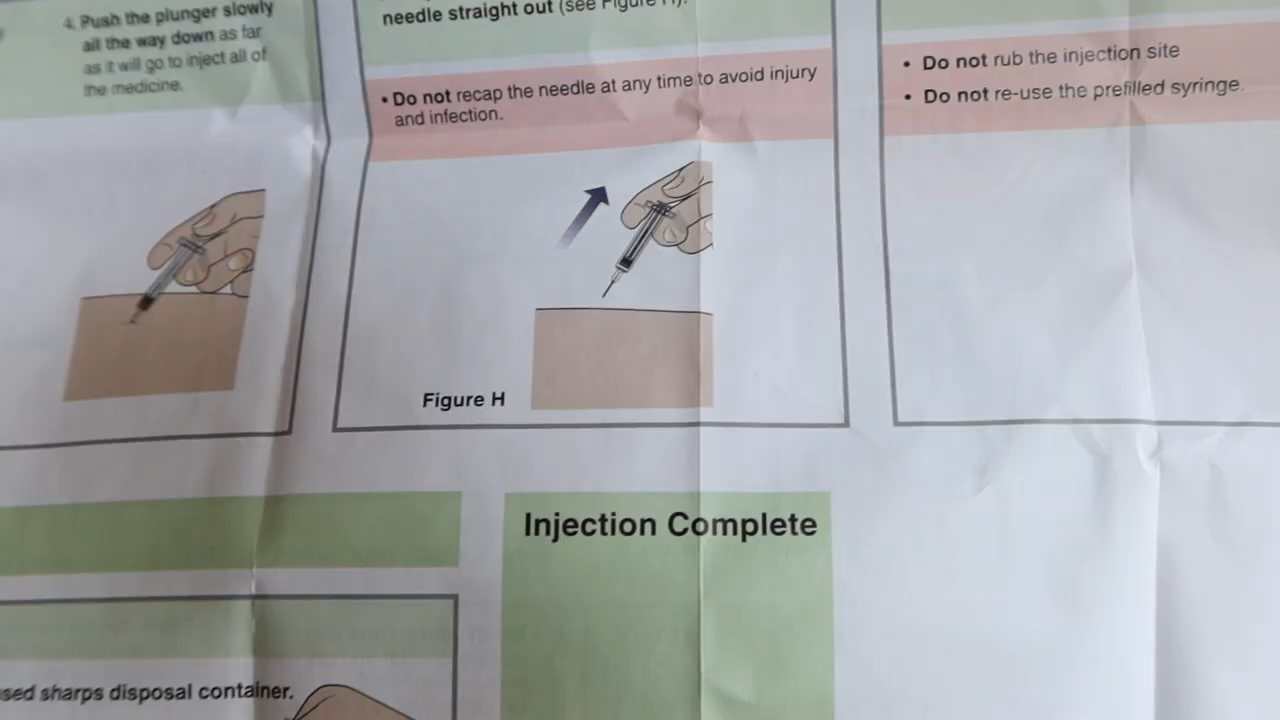 4. Push the plunger slowly
all the way down as far
as it will go to inject all of
the medicine.
needle straight out (see Figure H).
• Do not recap the needle at any time to avoid injury
and infection.
Figure H
• Do not rub the injection site
• Do not re-use the prefilled syringe.
Injection Complete
sed sharps disposal container.